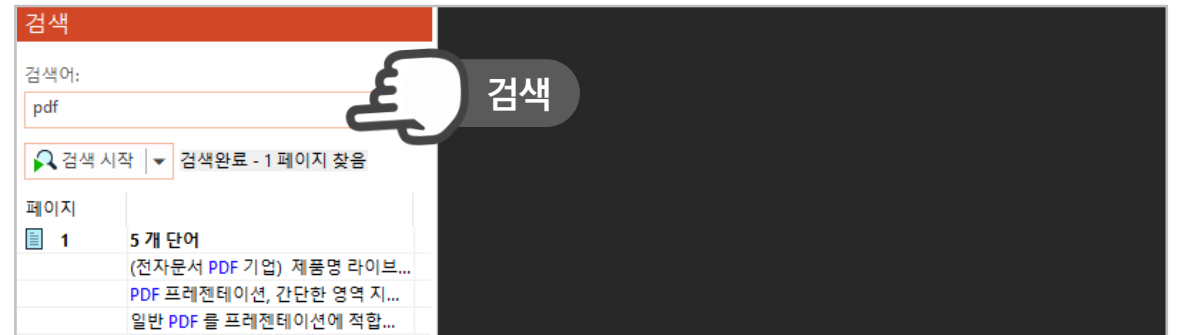 검색
검색어:
pdf
검색
검색 시작 검색완료 - 1 페이지 찾음
페이지
1 5 개 단어
(전자문서 PDF 기업) 제품명 라이브...
PDF 프레젠테이션, 간단한 영역 지...
일반 PDF 를 프레젠테이션에 적합...